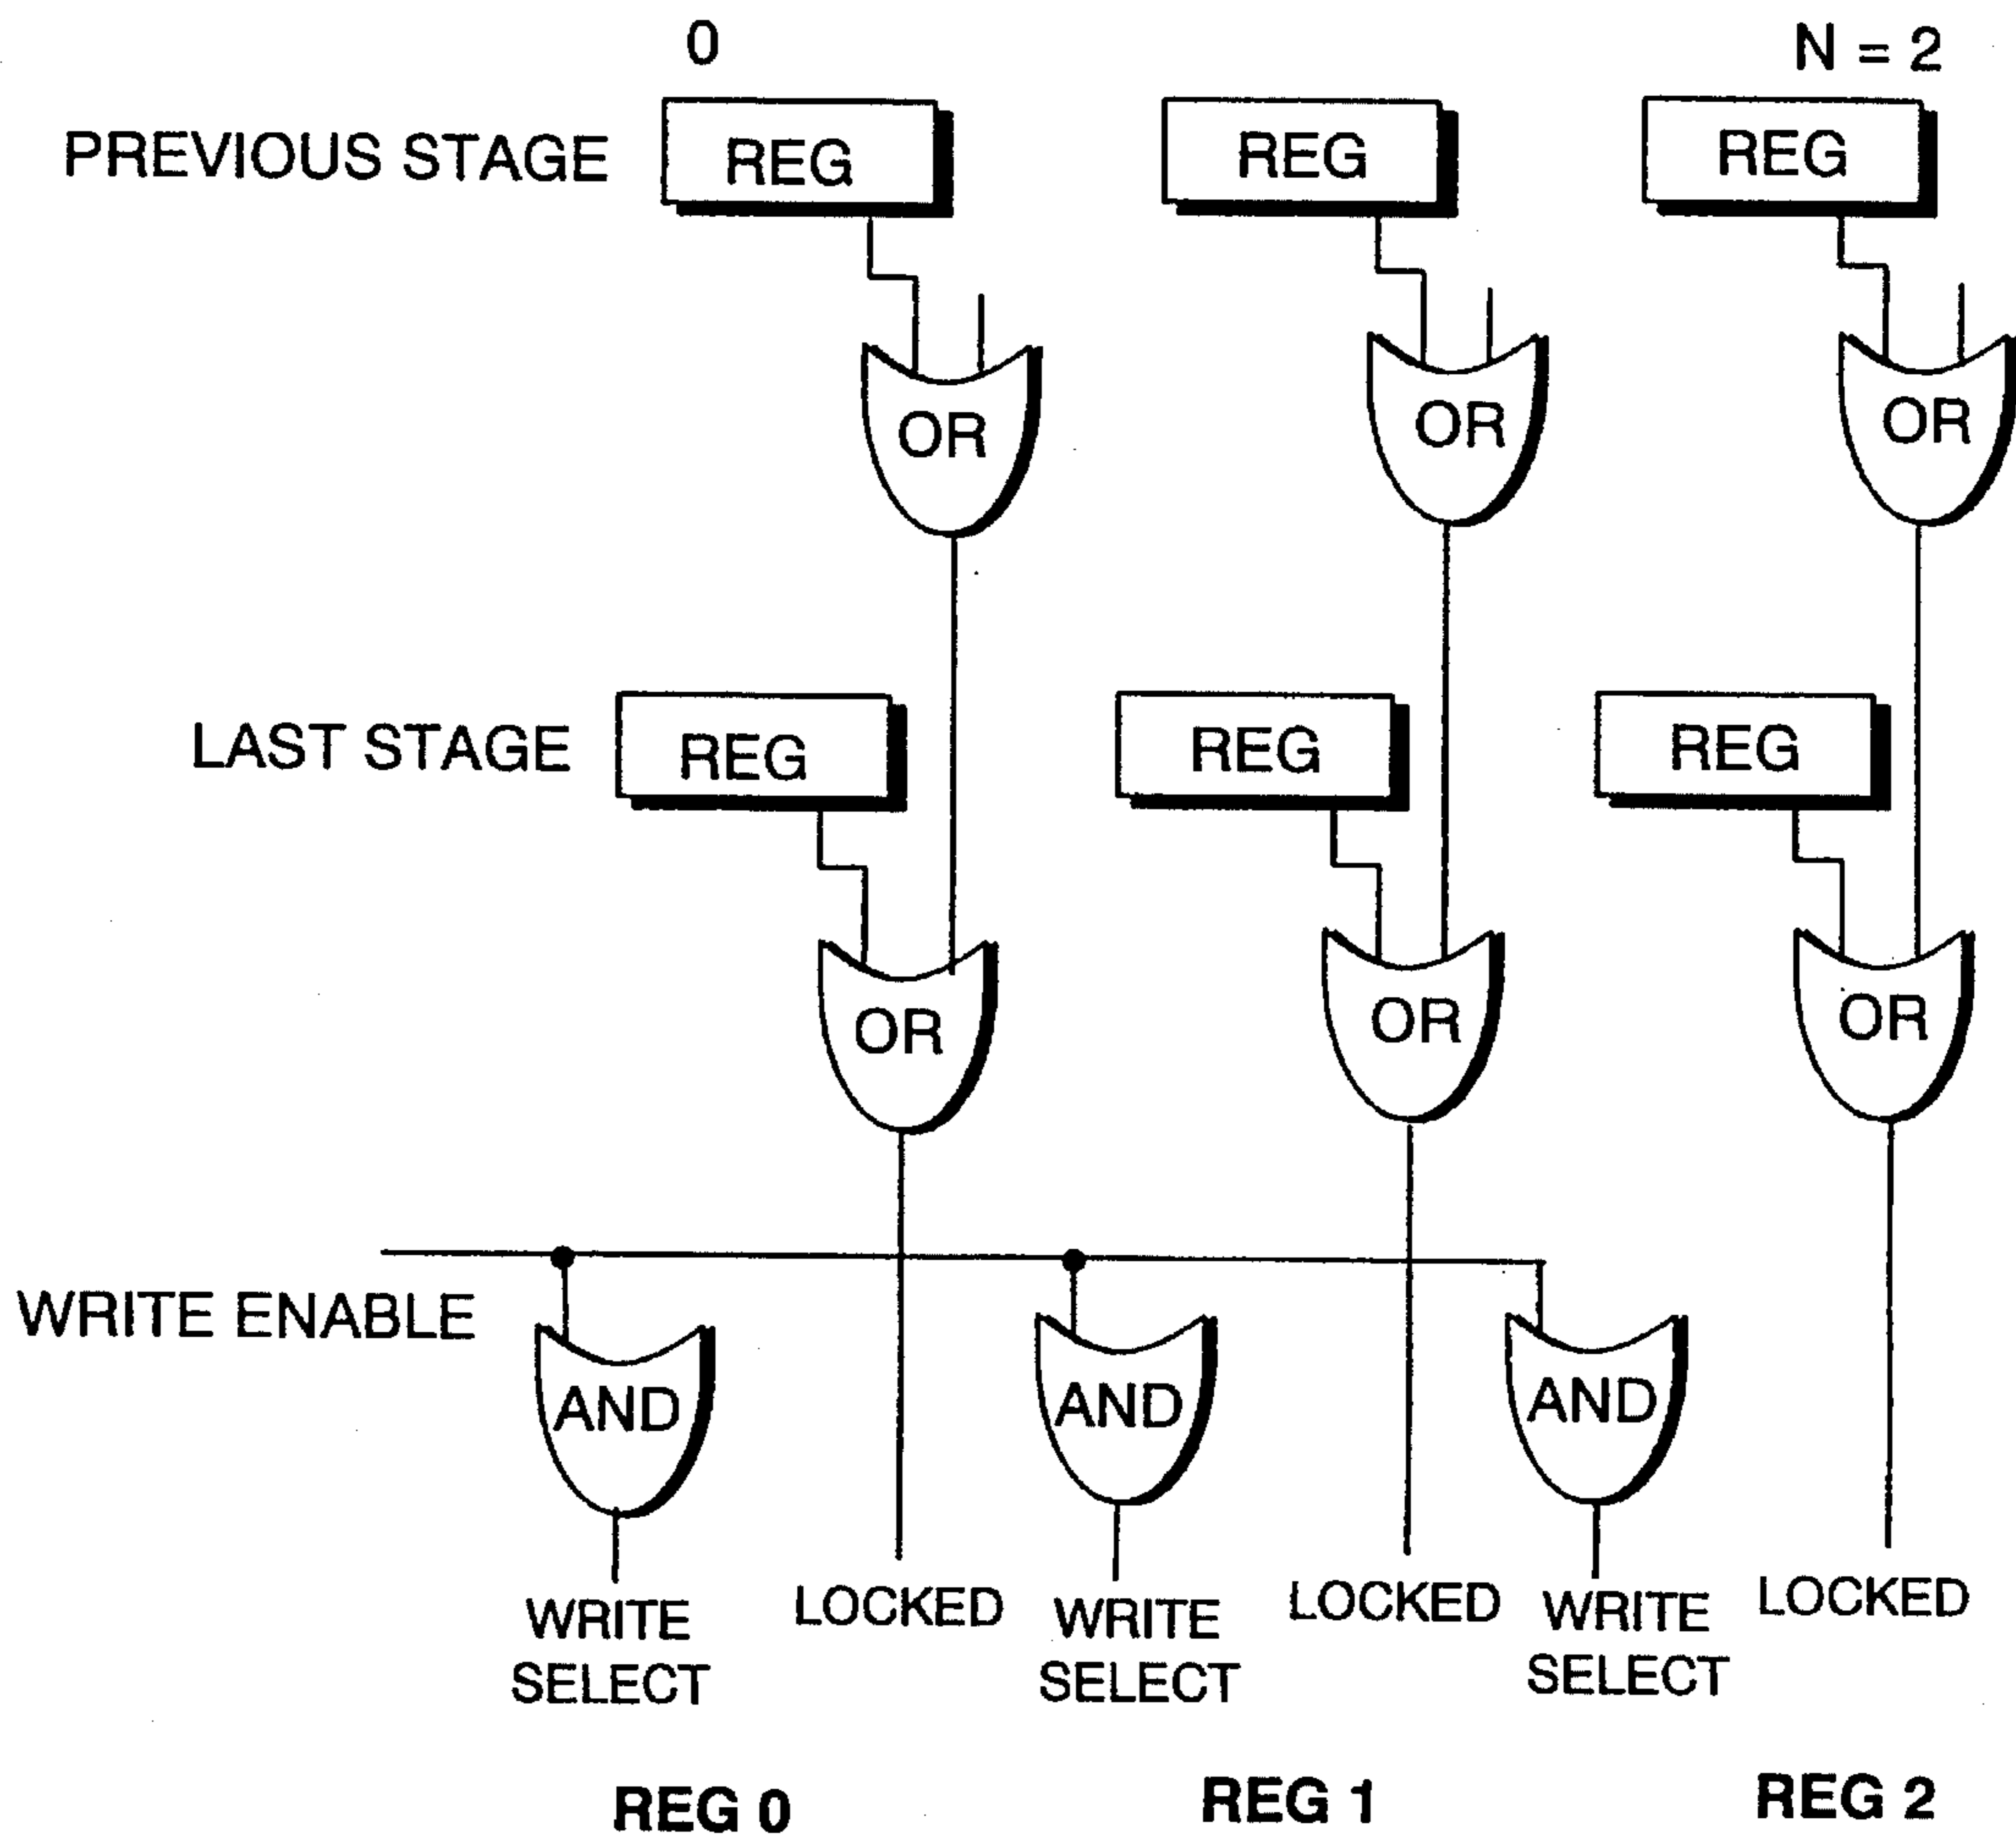 0 N = 2
PREVIOUS STAGE REG REG REG
OR OR OR
LAST STAGE REG REG REG
OR OR OR
WRITE ENABLE
AND AND AND
WRITE SELECT LOCKED WRITE SELECT LOCKED WRITE SELECT LOCKED
REG 0 REG 1 REG 2